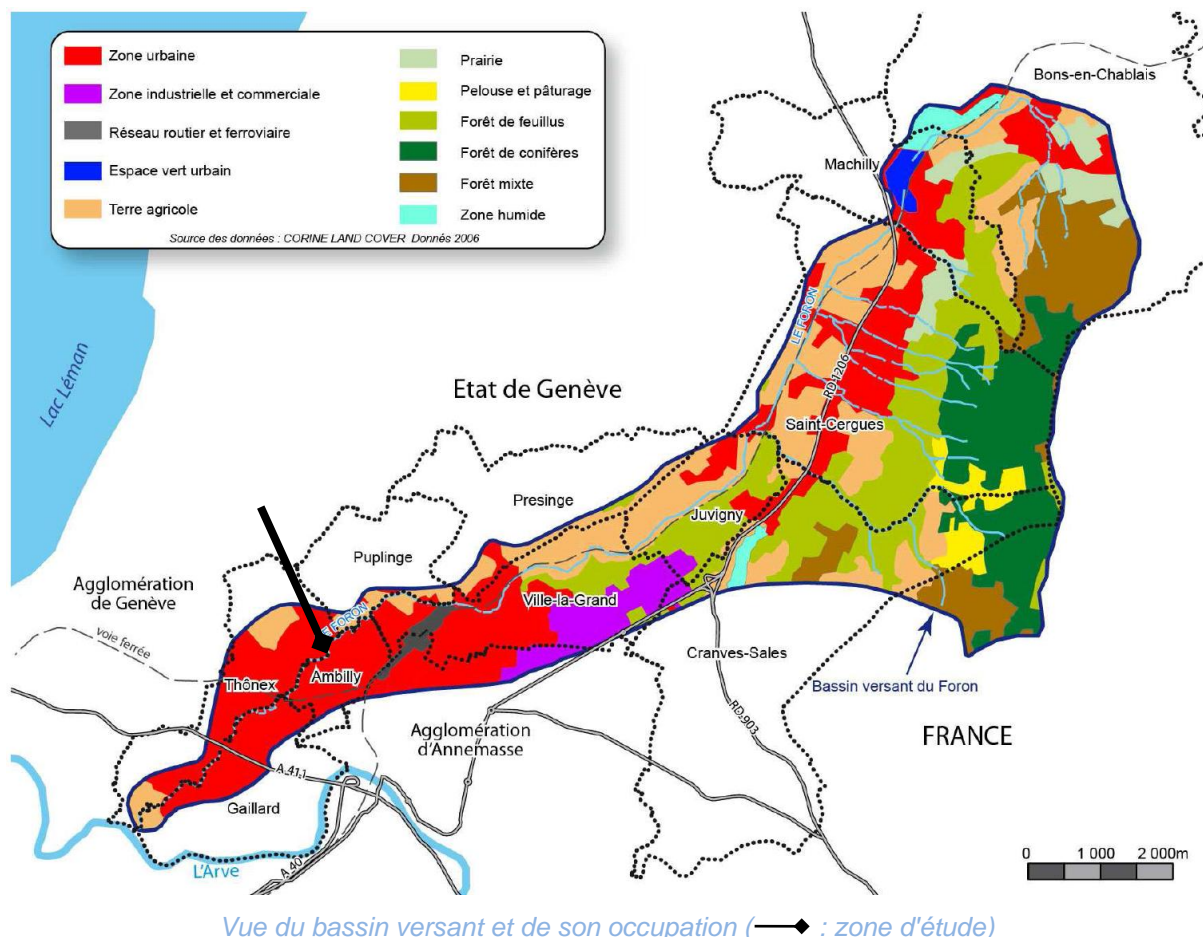 Zone urbaine
Zone industrielle et commerciale
Réseau routier et ferroviaire
Espace vert urbain
Terre agricole
Prairie
Pelouse et pâturage
Forêt de feuillus
Forêt de conifères
Forêt mixte
Zone humide
Source des données : CORINE LAND COVER Donnés 2006
Bons-en-Chablais
Machilly
Lac Léman
LE FORON
Etat de Genève
RD 1206
Saint-Cergues
Presinge
Juvigny
Puplinge
Agglomération
de Genève
voie ferrée
LE FORON
Ville-la-Grand
Cranves-Sales
Thônex
Ambilly
Bassin versant du Foron
Agglomération
d'Annemasse
RD 903
FRANCE
A 411
Gaillard
L'Arve
A 40
0 1 000 2 000m
Vue du bassin versant et de son occupation ( : zone d'étude)